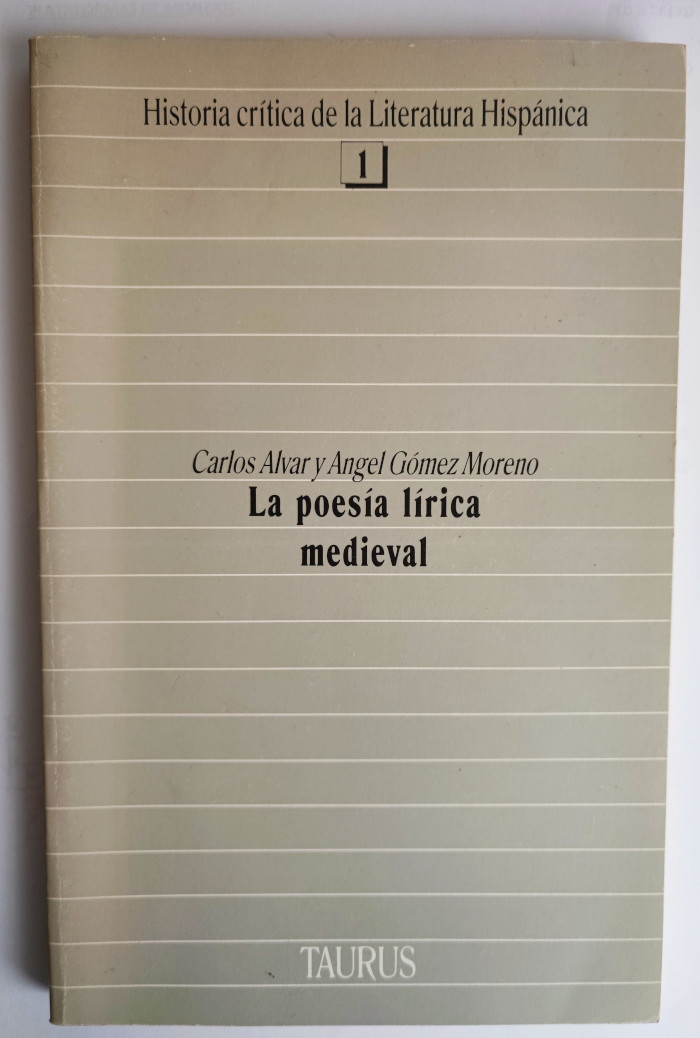 Historia crítica de la Literatura Hispánica
1
Carlos Alvar y Angel Gómez Moreno
La poesía lírica
medieval
TAURUS